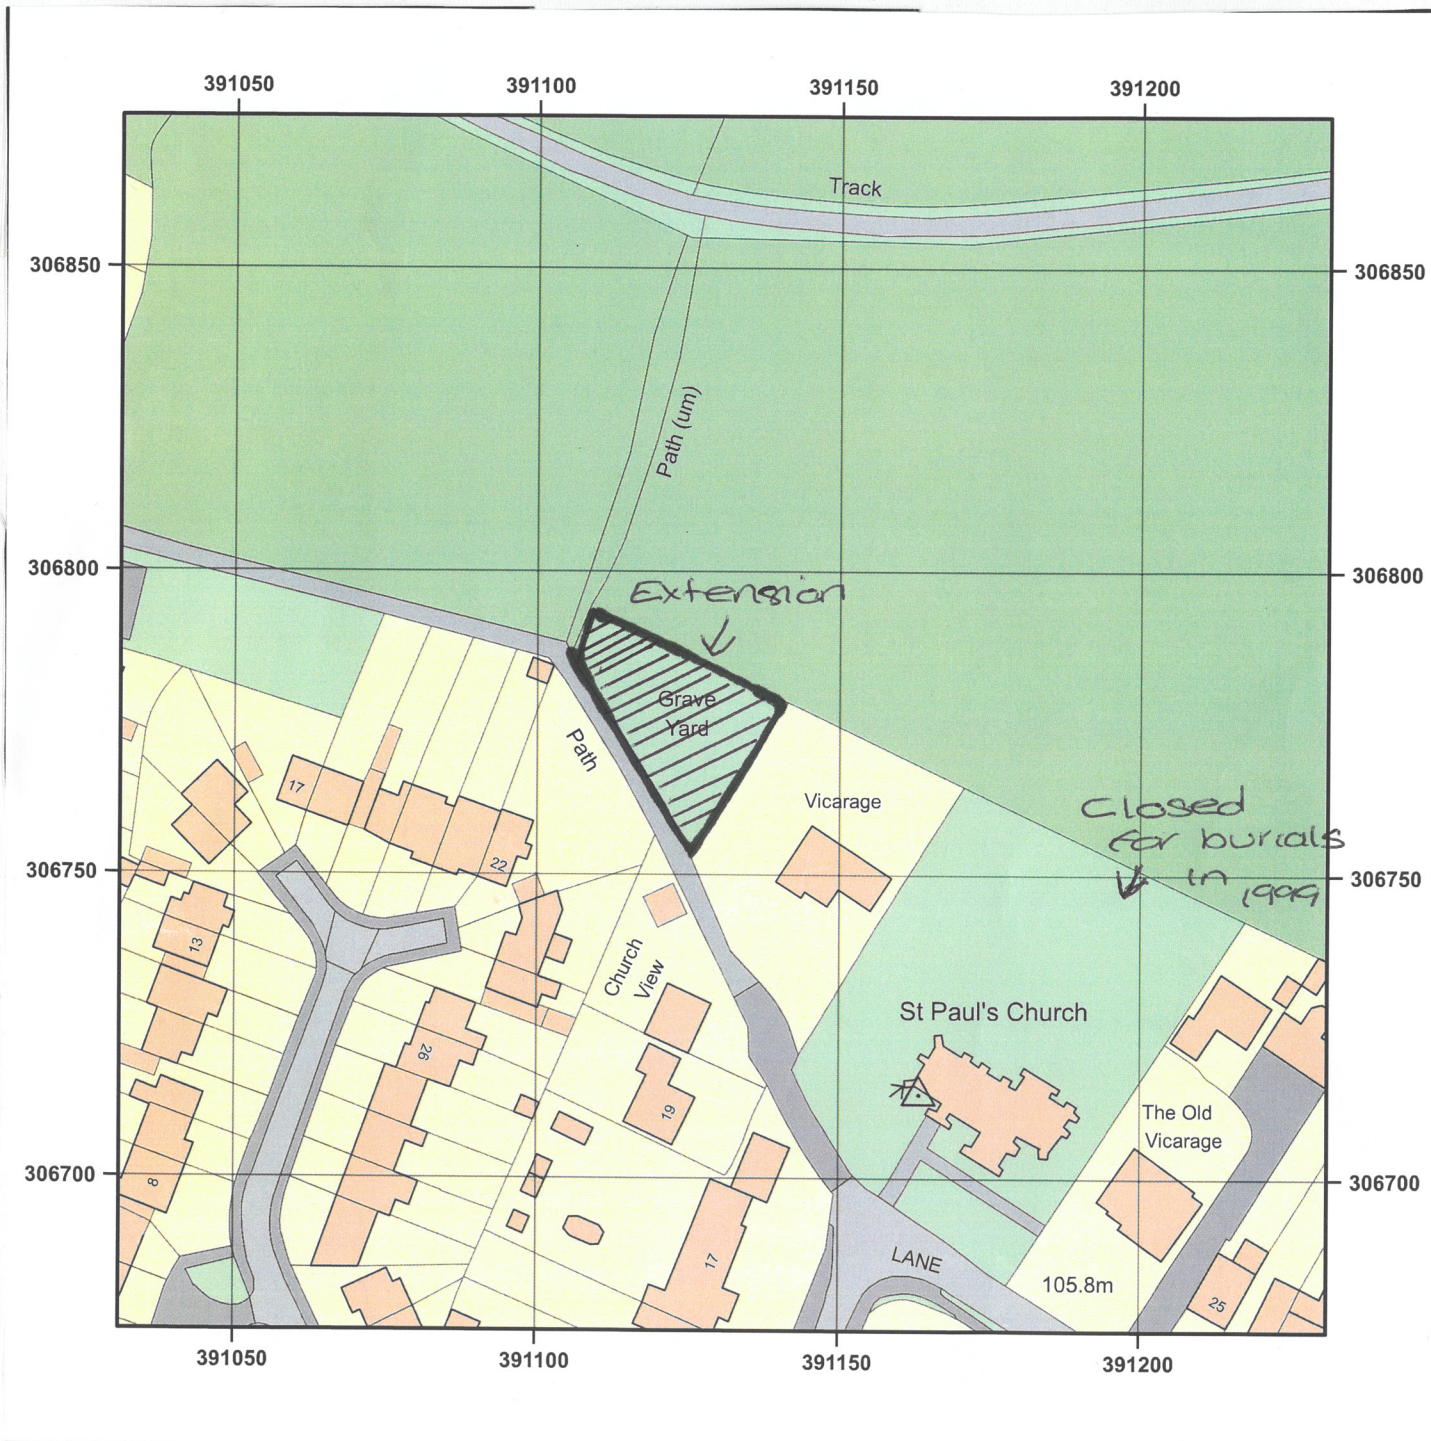 391050
391100
391150
391200
Track
306850
306850
Path (um)
306800
306800
Extension
Grave
Yard
Path
17
Vicarage
Closed
for burials
in 1999
22
306750
306750
13
Church
View
St Paul's Church
26
19
The Old
Vicarage
306700
306700
8
17
LANE
105.8m
25
391050
391100
391150
391200